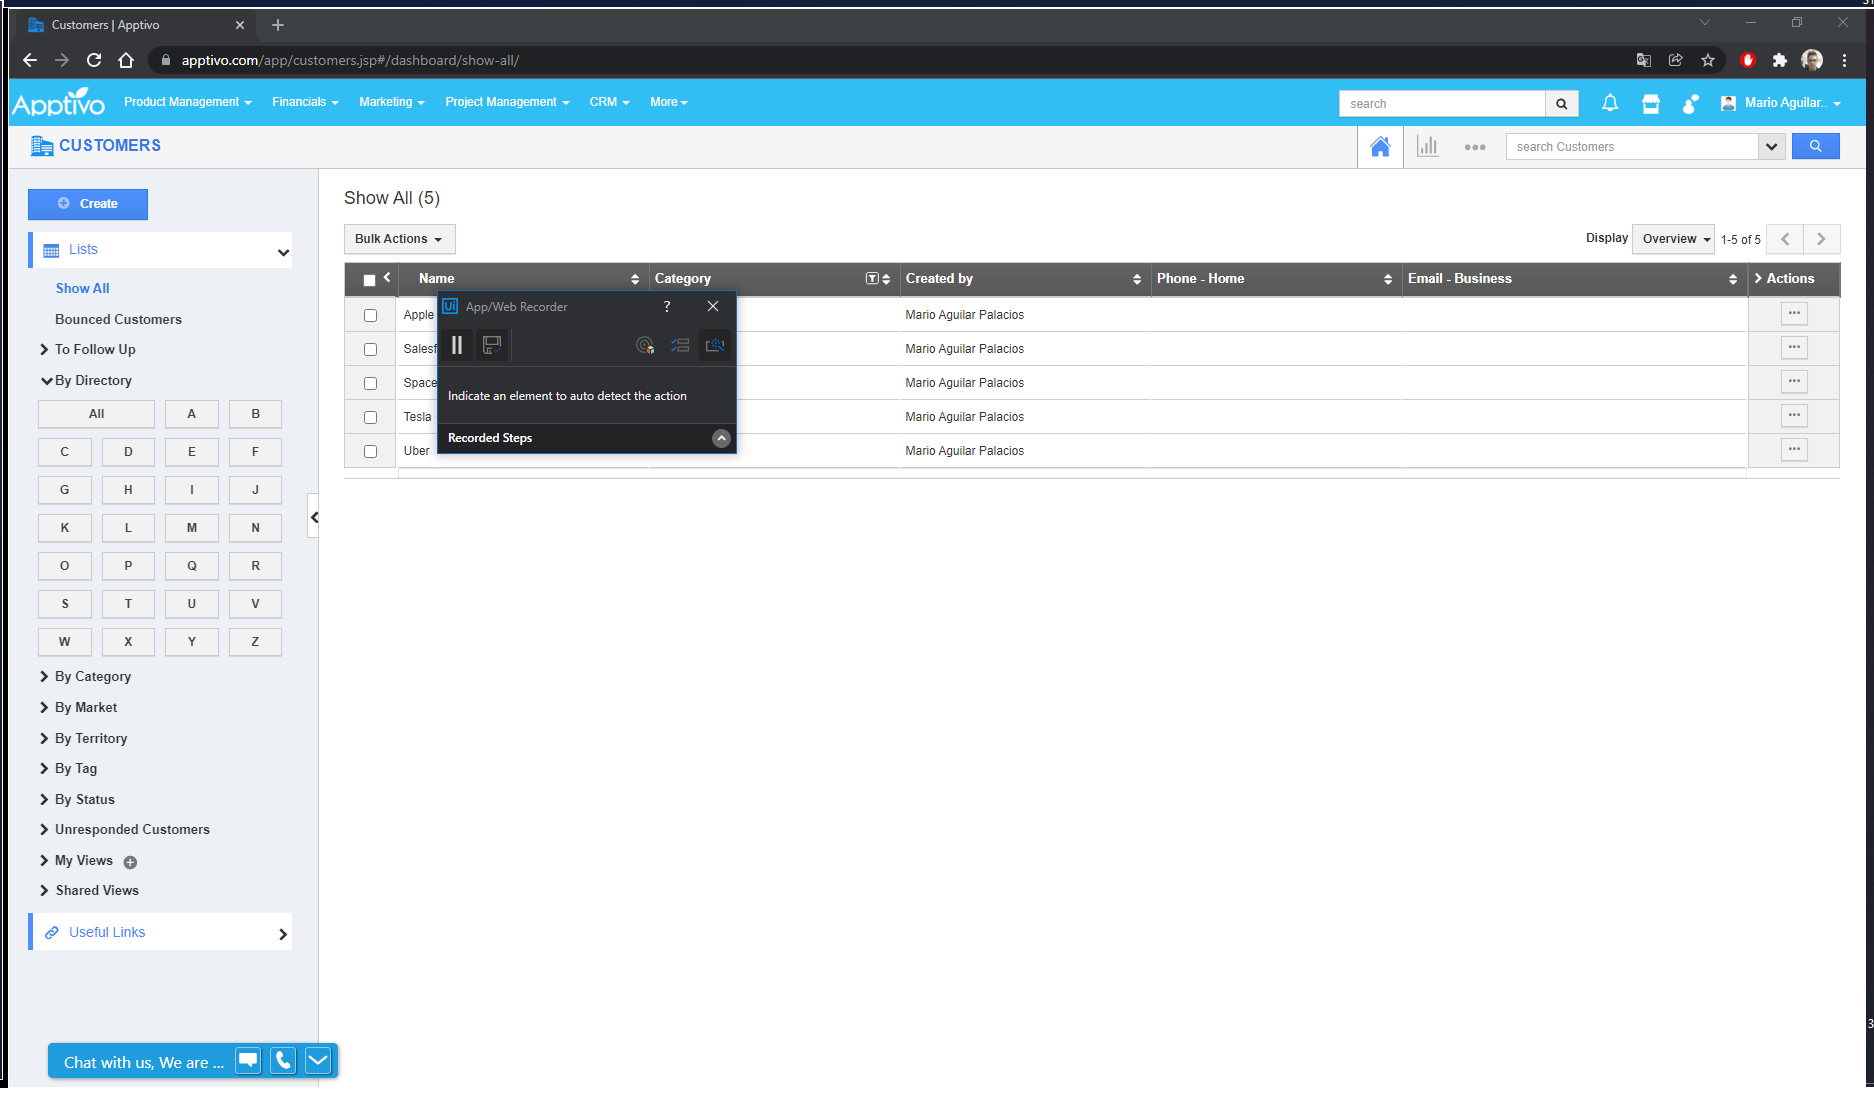 Customers | Apptivo
apptivo.com/app/customers.jsp#/dashboard/show-all/
Apptivo Product Management Financials Marketing Project Management CRM More search Mario Aguilar..
CUSTOMERS search Customers
Create
Lists
Show All
Bounced Customers
To Follow Up
By Directory
All A B
C D E F
G H I J
K L M N
O P Q R
S T U V
W X Y Z
By Category
By Market
By Territory
By Tag
By Status
Unresponded Customers
My Views
Shared Views
Useful Links
Chat with us, We are ...
Show All (5)
Bulk Actions Display Overview 1-5 of 5
Name Category Created by Phone - Home Email - Business Actions
Apple Mario Aguilar Palacios
Mario Aguilar Palacios
Space Mario Aguilar Palacios
Tesla Mario Aguilar Palacios
Uber Mario Aguilar Palacios
Ui App/Web Recorder ?
Indicate an element to auto detect the action
Recorded Steps